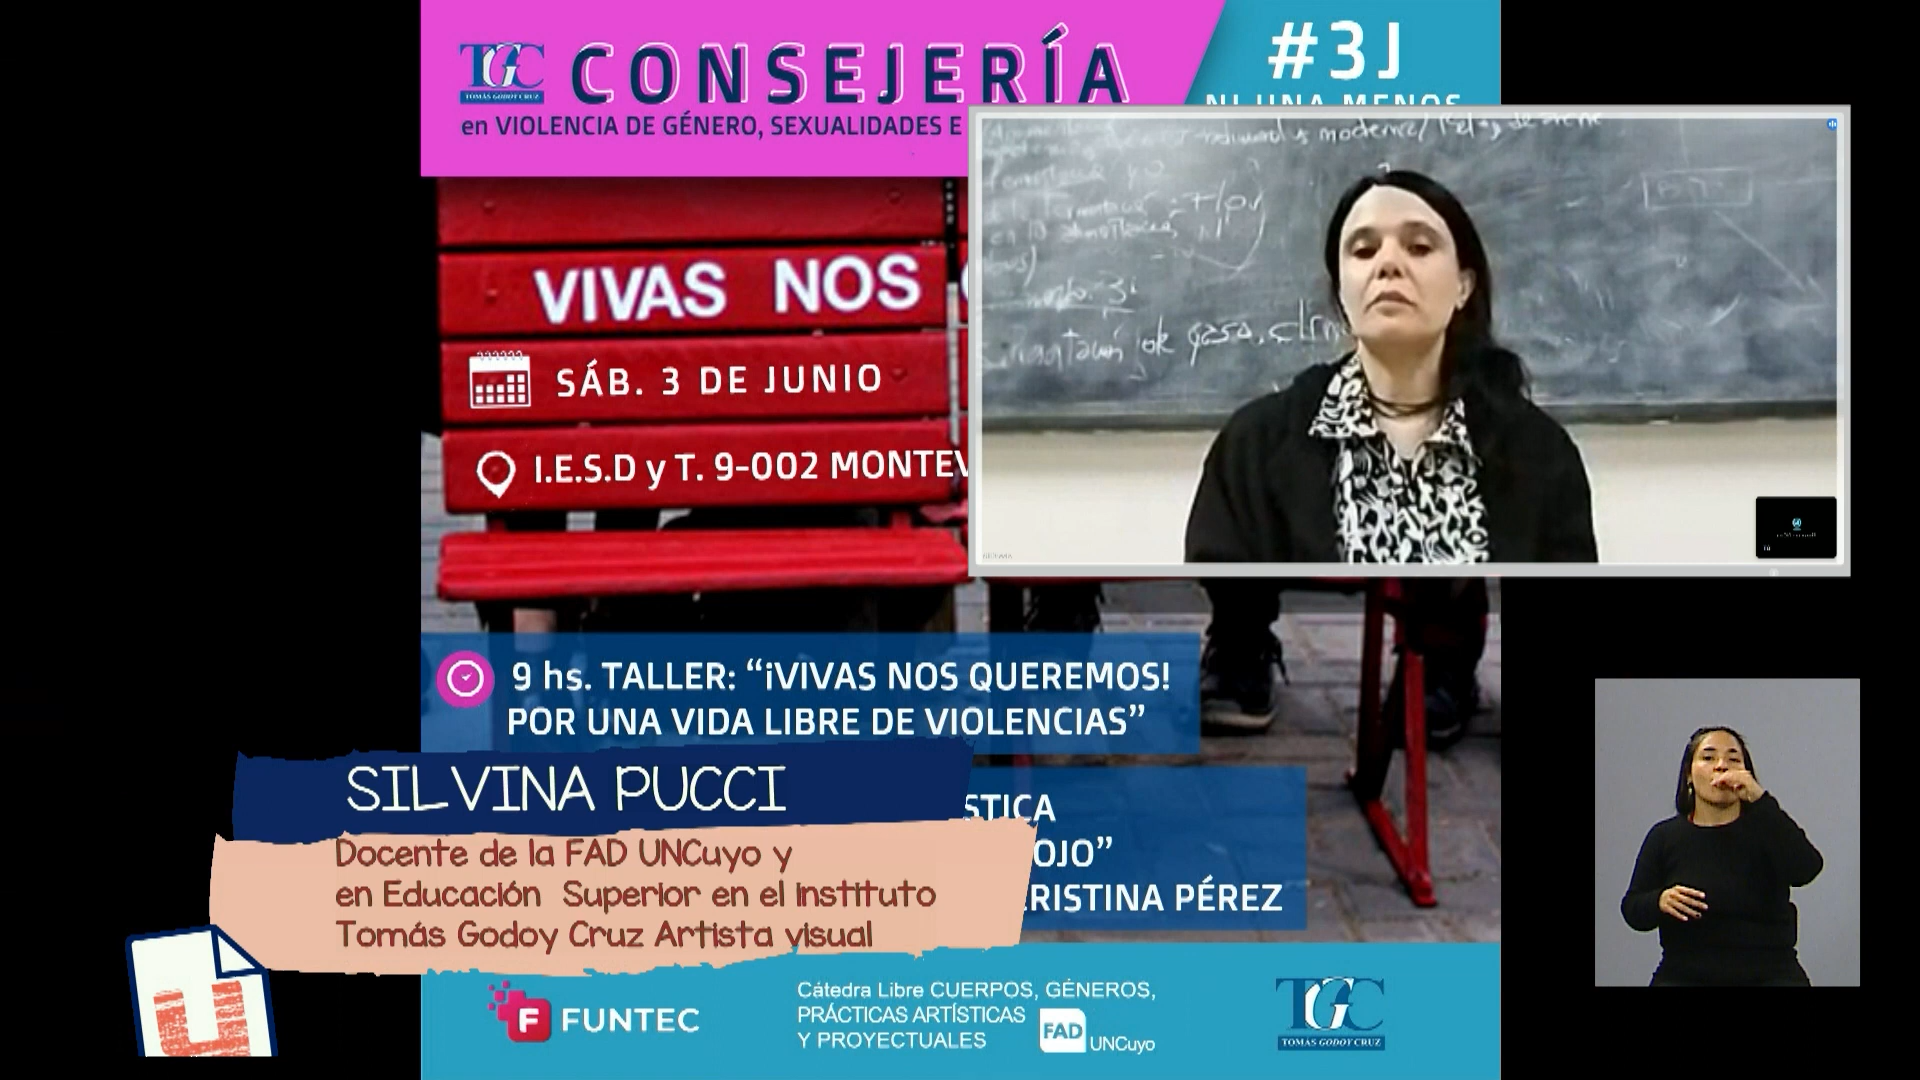 TGC
TOMÁS GODOY CRUZ
CONSEJERÍA
en VIOLENCIA DE GÉNERO, SEXUALIDADES E
#3J
NI UNA MENOS
VIVAS NOS
SÁB. 3 DE JUNIO
I.E.S.D y T. 9-002 MONTEV
9 hs. TALLER: “¡VIVAS NOS QUEREMOS!
POR UNA VIDA LIBRE DE VIOLENCIAS”
STICA
OJO”
RISTINA PÉREZ
SILVINA PUCCI
Docente de la FAD UNCuyo y
en Educación Superior en el Instituto
Tomás Godoy Cruz Artista visual
U
F FUNTEC
Cátedra Libre CUERPOS, GÉNEROS,
PRÁCTICAS ARTÍSTICAS
Y PROYECTUALES
FAD UNCuyo
TGC
TOMÁS GODOY CRUZ